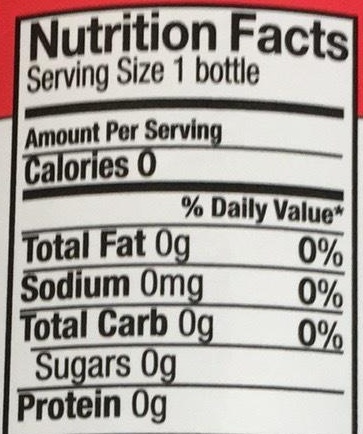 Nutrition Facts
Serving Size 1 bottle
Amount Per Serving
Calories 0
% Daily Value*
Total Fat 0g 0%
Sodium 0mg 0%
Total Carb 0g 0%
Sugars 0g
Protein 0g